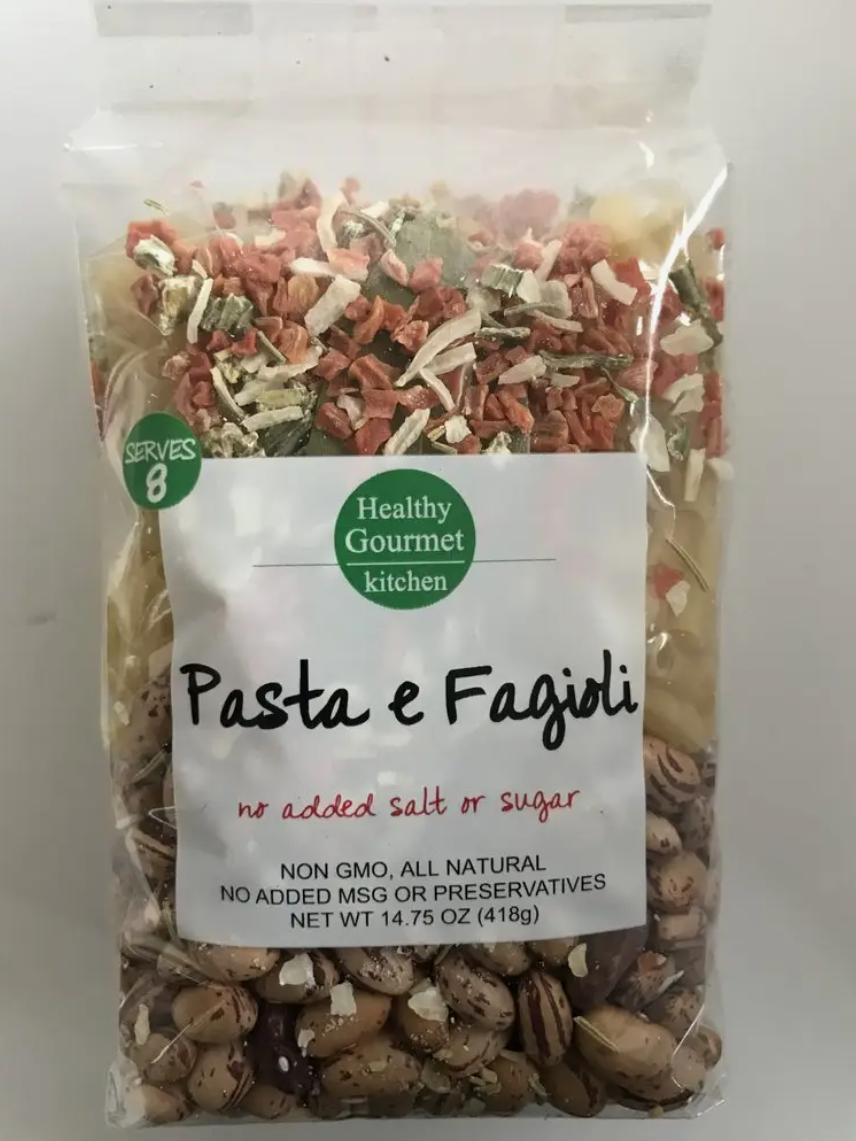 SERVES
8
Healthy
Gourmet
kitchen
Pasta e Fagioli
no added salt or sugar
NON GMO, ALL NATURAL
NO ADDED MSG OR PRESERVATIVES
NET WT 14.75 OZ (418g)